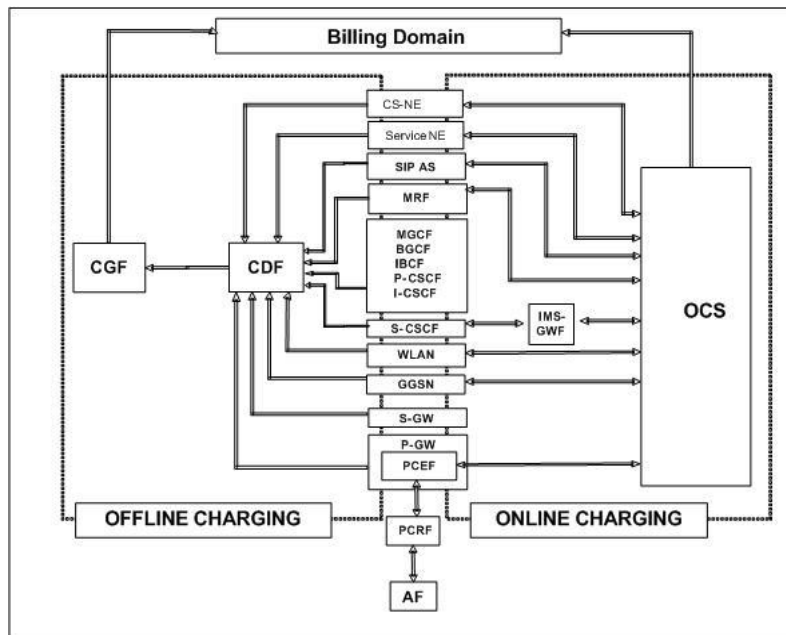 Billing Domain
CS-NE
Service NE
SIP AS
MRF
MGCF
BGCF
IBCF
P-CSCF
I-CSCF
CGF
CDF
OCS
S-CSCF
IMS-
GWF
WLAN
GGSN
S-GW
P-GW
PCEF
OFFLINE CHARGING
ONLINE CHARGING
PCRF
AF